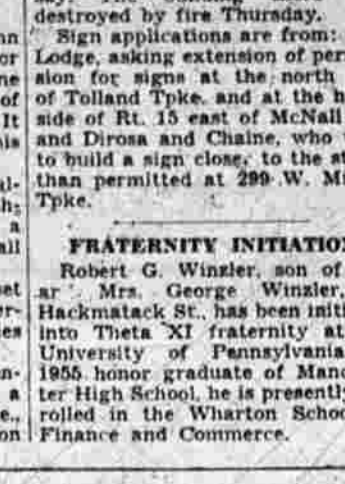 destroyed by fire Thursday.
Sign applications are from:
Lodge, asking extension of per
sion for signs at the north
of Tolland Tpke. and at the h
side of Rt. 15 east of McNall
and Dirosa and Chaine, who
to build a sign close, to the st
than permitted at 299 W. Mi
Tpke.
FRATERNITY INITIATIO
Robert G. Winzler, son of
ar Mrs. George Winzler,
Hackmatack St., has been initi
into Theta XI fraternity at
University of Pennsylvania
1955 honor graduate of Manc
ter High School, he is presently
rolled in the Wharton Schoo
Finance and Commerce.